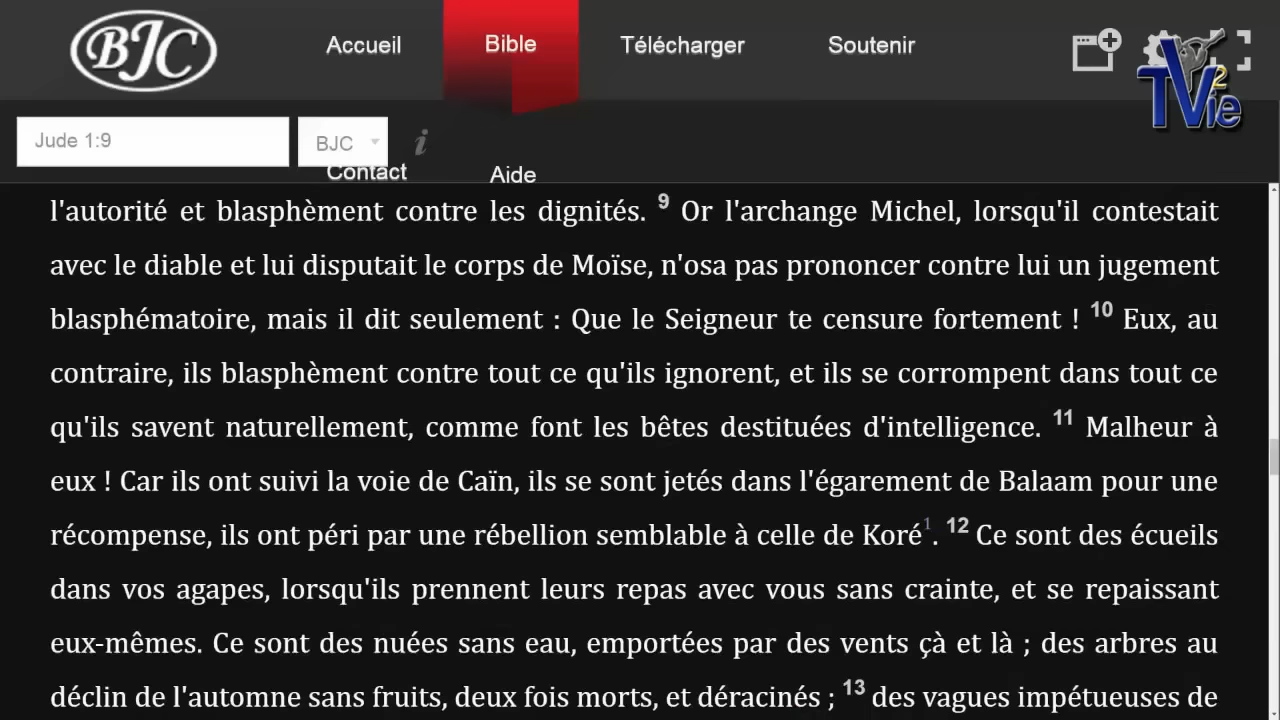 BJC
Accueil
Bible
Télécharger
Soutenir
TV2Vie
Jude 1:9
BJC
i
Contact
Aide
l'autorité et blasphèment contre les dignités. 9 Or l'archange Michel, lorsqu'il contestait
avec le diable et lui disputait le corps de Moïse, n'osa pas prononcer contre lui un jugement
blasphématoire, mais il dit seulement : Que le Seigneur te censure fortement ! 10 Eux, au
contraire, ils blasphèment contre tout ce qu'ils ignorent, et ils se corrompent dans tout ce
qu'ils savent naturellement, comme font les bêtes destituées d'intelligence. 11 Malheur à
eux ! Car ils ont suivi la voie de Caïn, ils se sont jetés dans l'égarement de Balaam pour une
récompense, ils ont péri par une rébellion semblable à celle de Koré1. 12 Ce sont des écueils
dans vos agapes, lorsqu'ils prennent leurs repas avec vous sans crainte, et se repaissant
eux-mêmes. Ce sont des nuées sans eau, emportées par des vents çà et là ; des arbres au
déclin de l'automne sans fruits, deux fois morts, et déracinés ; 13 des vagues impétueuses de